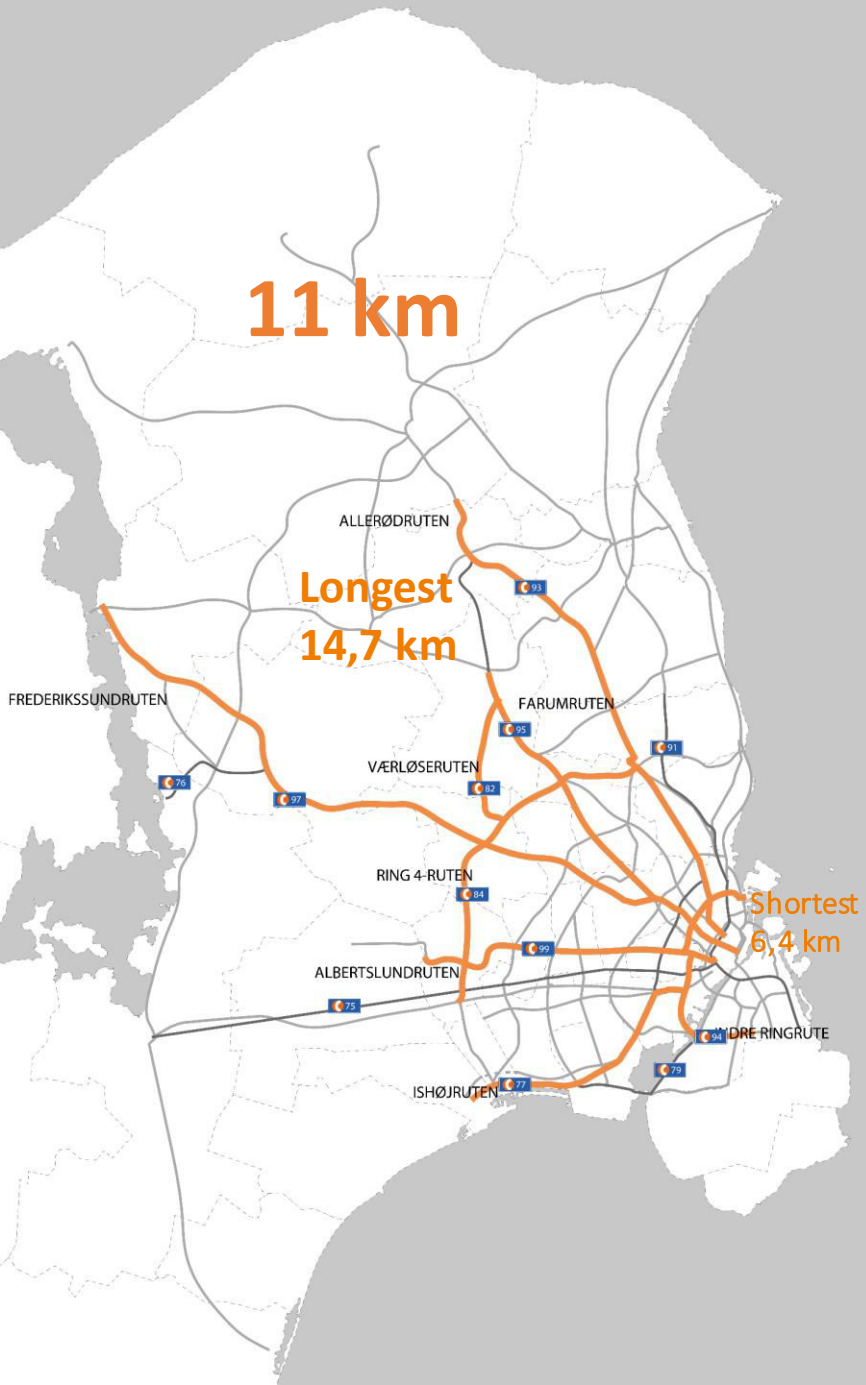 11 km
ALLERØDRUTEN
Longest
14,7 km
93
FREDERIKSSUNDRUTEN
FARUMRUTEN
95
91
VÆRLØSERUTEN
76
82
97
RING 4-RUTEN
84
Shortest
6,4 km
99
ALBERTSLUNDRUTEN
75
INDRE RINGRUTE
94
79
ISHØJRUTEN
77